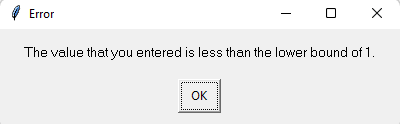 Error
The value that you entered is less than the lower bound of 1.
OK